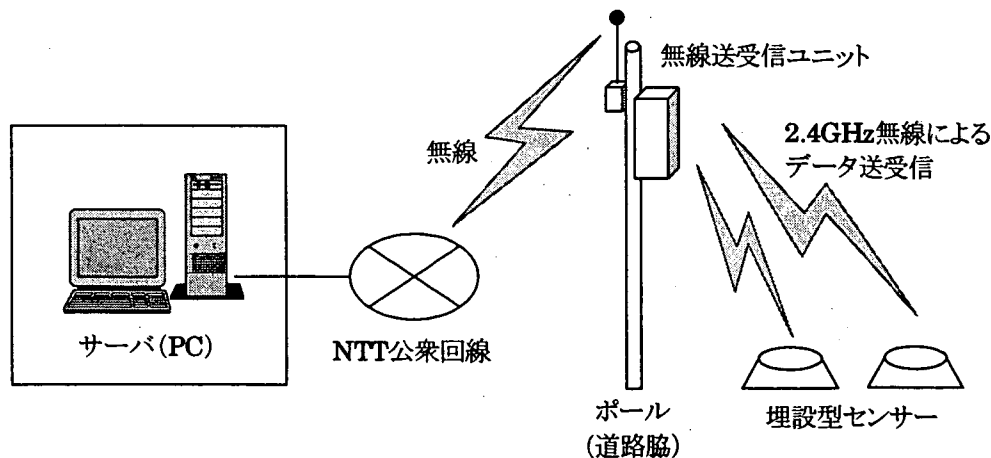 無線送受信ユニット
2.4GHz無線による
データ送受信
無線
サーバ(PC)
NTT公衆回線
ポール
(道路脇)
埋設型センサー